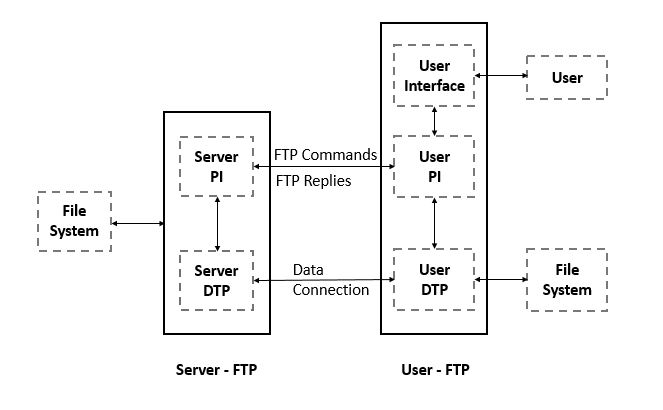 User
Interface
User
Server
PI
FTP Commands
FTP Replies
User
PI
File
System
Server
DTP
Data
Connection
User
DTP
File
System
Server - FTP
User - FTP